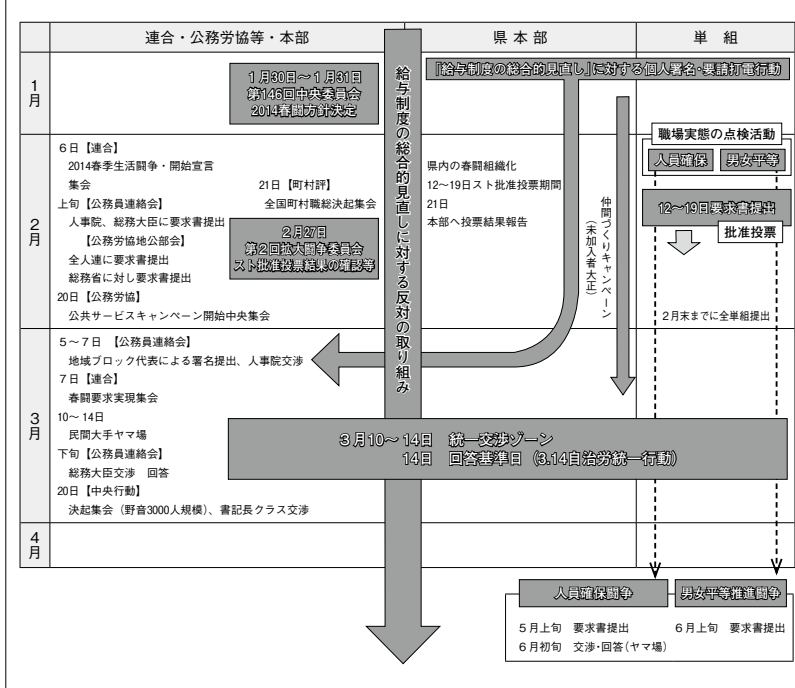 連合・公務労協等・本部
県本部
単組
1月
1月30日～1月31日
第146回中央委員会
2014春闘方針決定
給与制度の総合的見直しに対する反対の取り組み
『給与制度の総合的見直し』に対する個人署名・要請打電行動
2月
6日【連合】
2014春季生活闘争・開始宣言
集会
上旬【公務員連絡会】
人事院、総務大臣に要求書提出
【公務労協地公部会】
全人連に要求書提出
総務省に対し要求書提出
20日【公務労協】
公共サービスキャンペーン開始中央集会
21日【町村評】
全国町村職総決起集会
2月27日
第2回拡大闘争委員会
スト批准投票結果の確認等
県内の春闘組織化
12～19日スト批准投票期間
21日
本部へ投票結果報告
仲間づくりキャンペーン
（未加入者大正）
職場実態の点検活動
人員確保
男女平等
12～19日要求書提出
批准投票
2月末までに全単組提出
3月
5～7日 【公務員連絡会】
地域ブロック代表による署名提出、人事院交渉
7日【連合】
春闘要求実現集会
10～14日
民間大手ヤマ場
下旬【公務員連絡会】
総務大臣交渉 回答
20日【中央行動】
決起集会（野音3000人規模）、書記長クラス交渉
3月10～14日 統一交渉ゾーン
14日 回答基準日（3.14自治労統一行動）
4月
人員確保闘争
5月上旬 要求書提出
6月初旬 交渉・回答（ヤマ場）
男女平等推進闘争
6月上旬 要求書提出